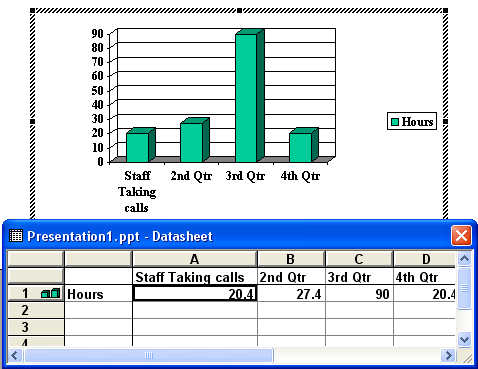 90
80
70
60
50
40
30
20
10
0
Staff Taking calls 2nd Qtr 3rd Qtr 4th Qtr
Hours
Presentation1.ppt - Datasheet
A B C D
Staff Taking calls 2nd Qtr 3rd Qtr 4th Qtr
1 Hours 20.4 27.4 90 20.4
2
3
4